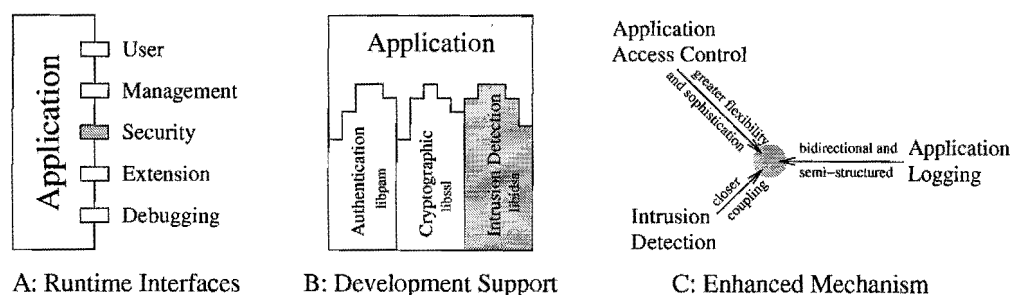 Application
User
Management
Security
Extension
Debugging
A: Runtime Interfaces
Application
Authentication
libpam
Cryptographic
libssl
Intrusion Detection
libidssi
B: Development Support
Application
Access Control
greater flexibility
and sophistication
bidirectional and
semi-structured
Application
Logging
closer
coupling
Intrusion
Detection
C: Enhanced Mechanism